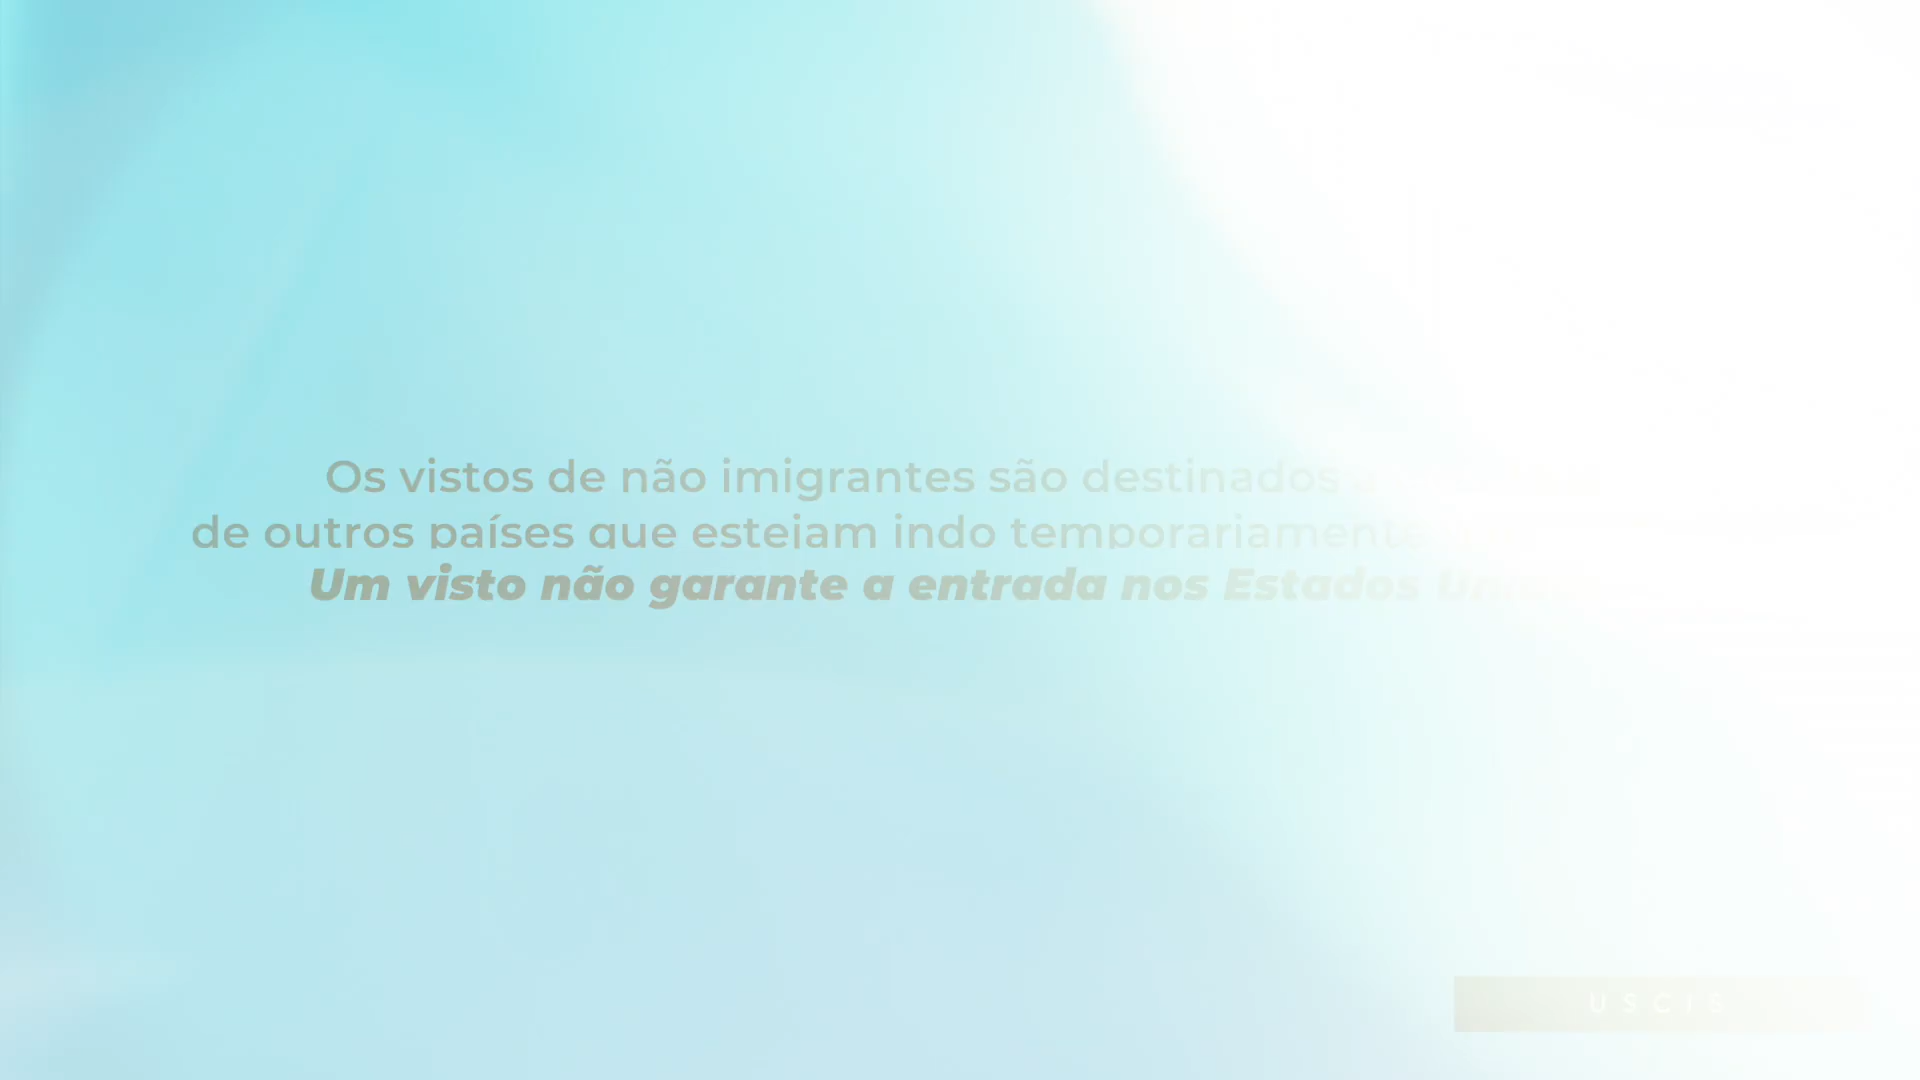 Os vistos de não imigrantes são destinados a
de outros países que estejam indo temporariamente
Um visto não garante a entrada nos Estados
USCIS